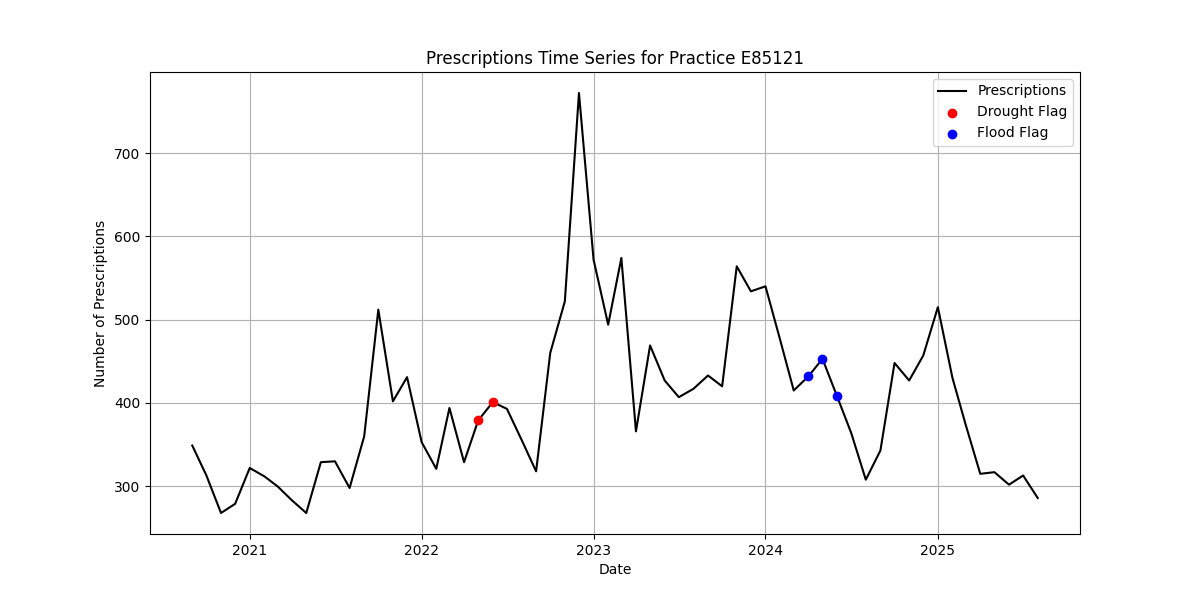 Prescriptions Time Series for Practice E85121
Prescriptions
Drought Flag
Flood Flag
Number of Prescriptions
700
600
500
400
300
2021 2022 2023 2024 2025
Date